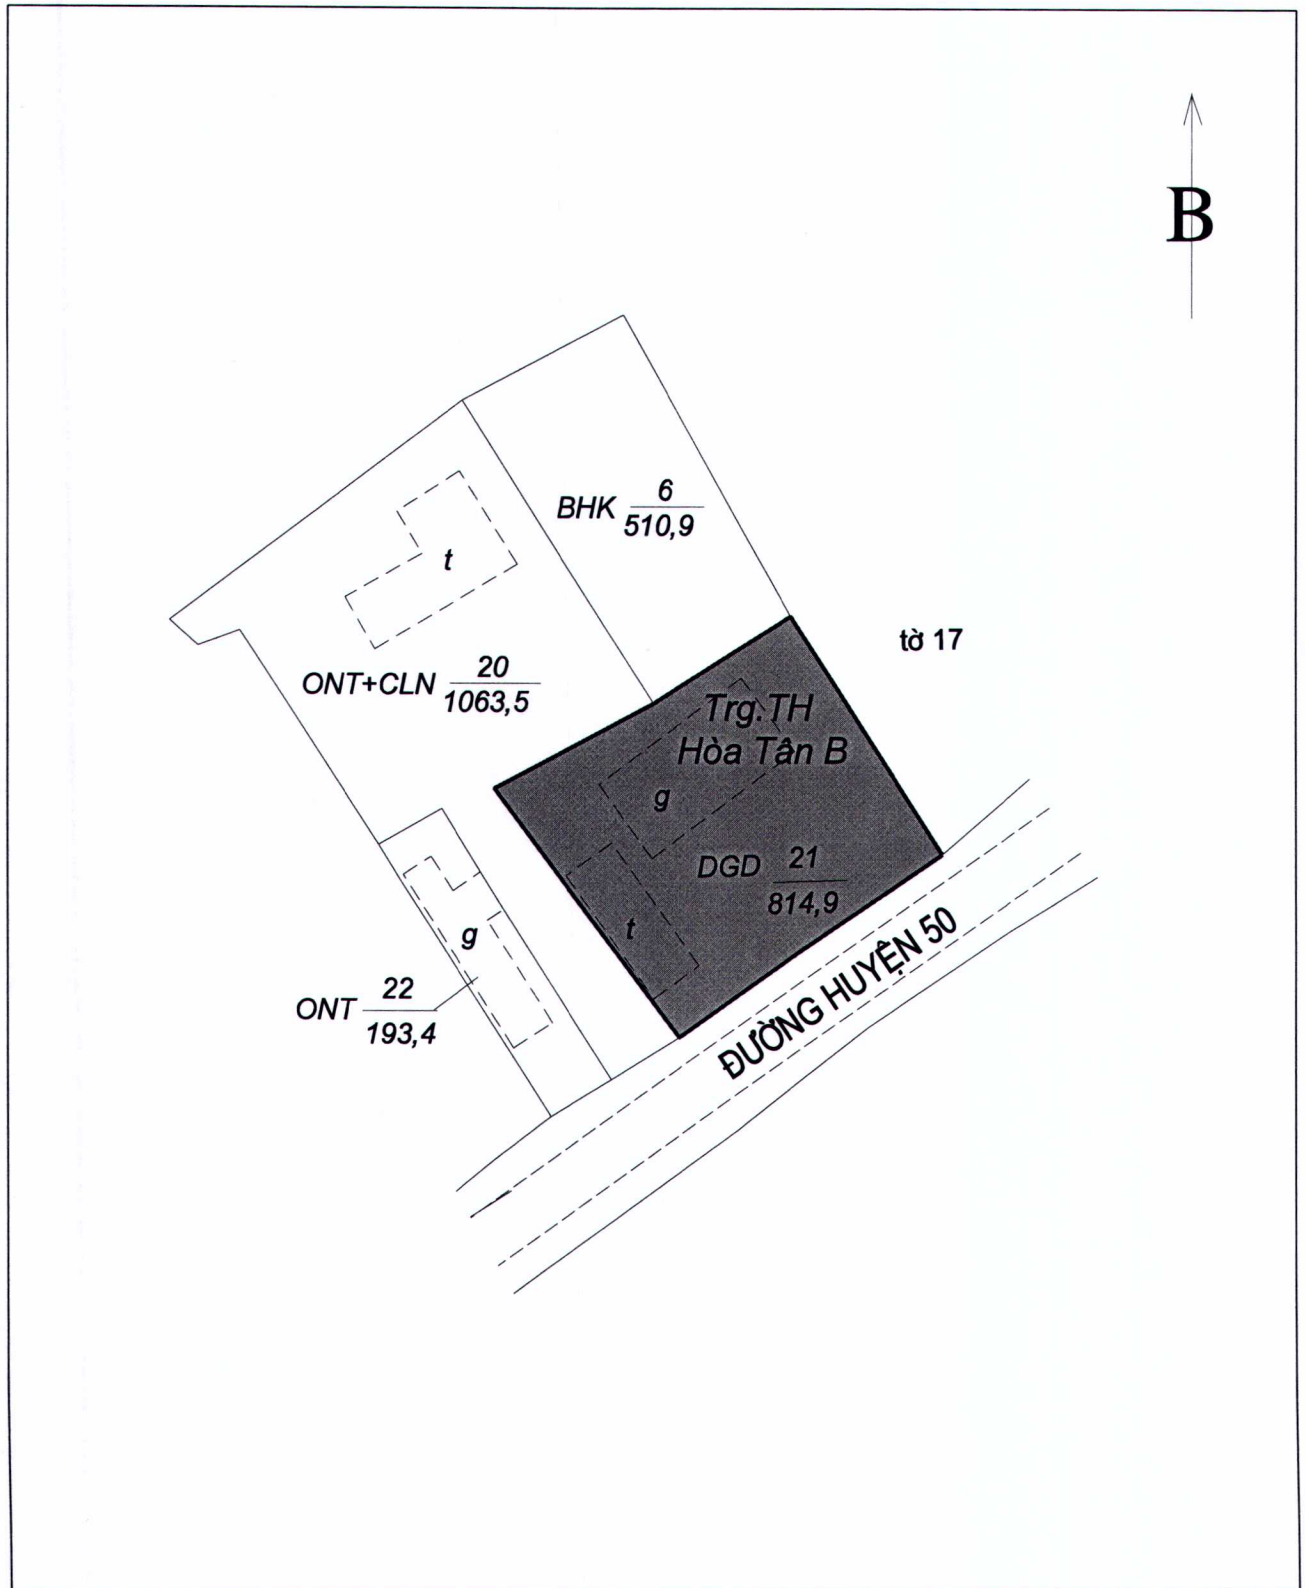 B
BHK 6
510,9
t
tờ 17
ONT+CLN 20
1063,5
Trg.TH
Hòa Tân B
g
DGD 21
814,9
t
g
ONT 22
193,4
ĐƯỜNG HUYỆN 50